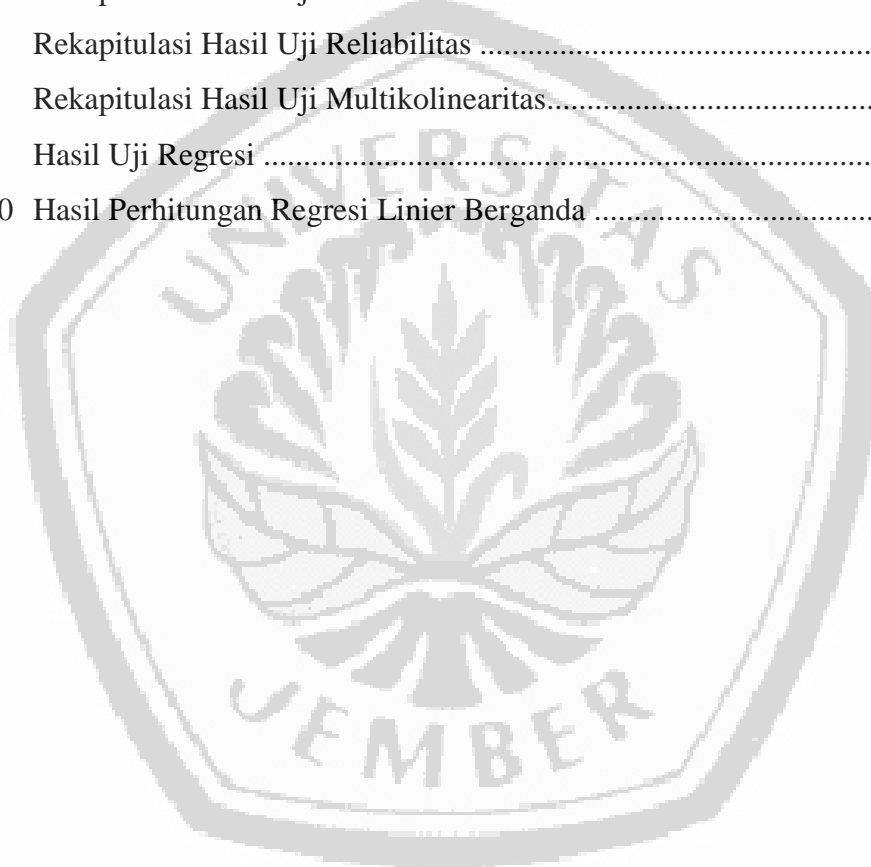 Rekapitulasi Hasil Uji Reliabilitas ...............................................
Rekapitulasi Hasil Uji Multikolinearitas.......................................
Hasil Uji Regresi ..........................................................................
0 Hasil Perhitungan Regresi Linier Berganda ..................................
UNIVERSITAS
JEMBER